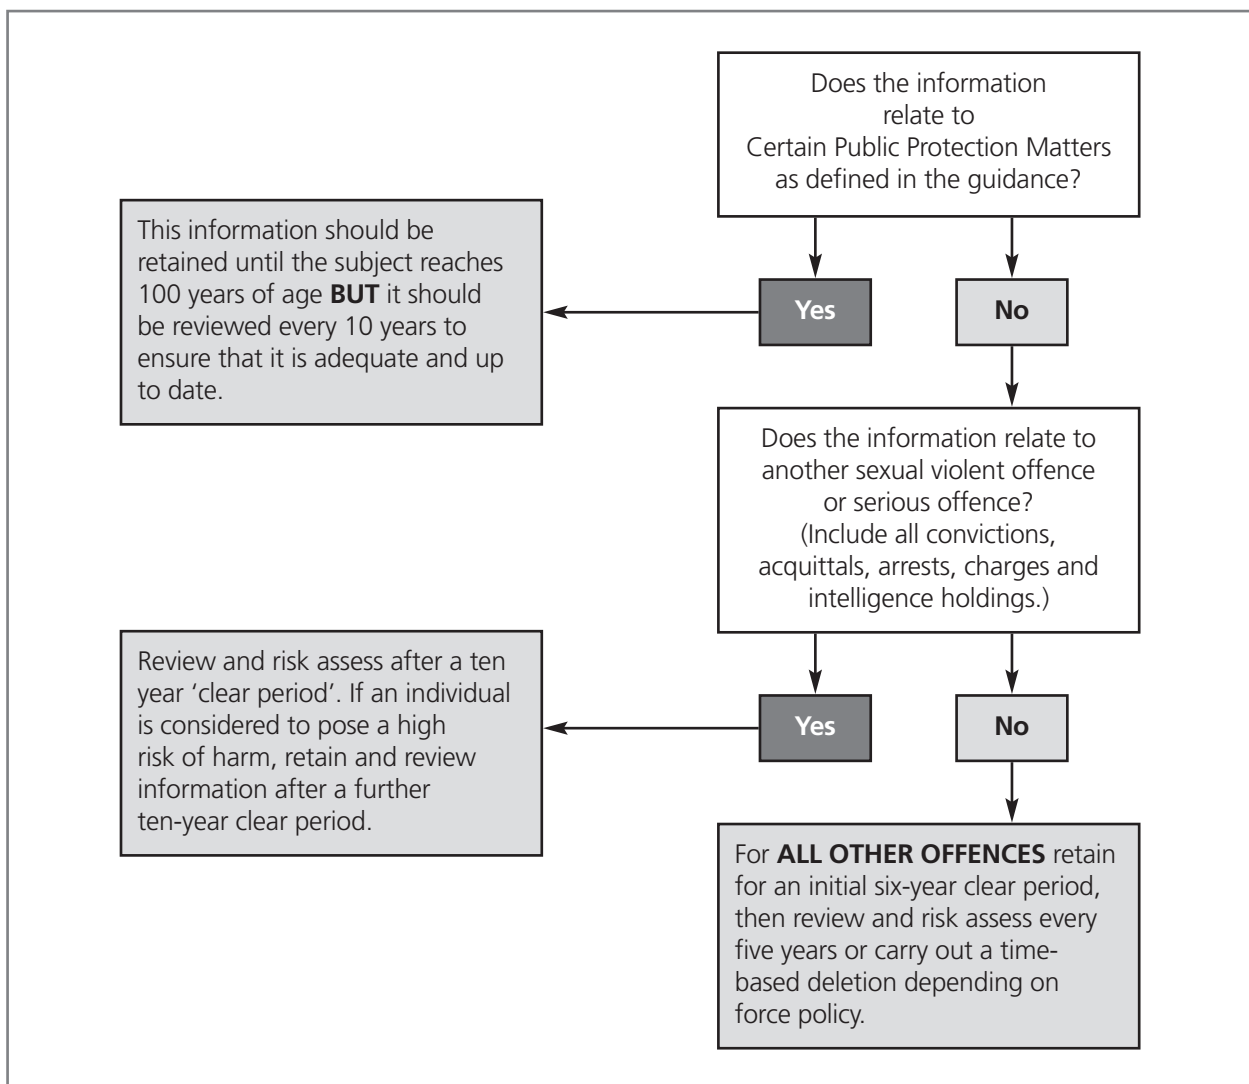 Does the information
relate to
Certain Public Protection Matters
as defined in the guidance?
This information should be
retained until the subject reaches
100 years of age BUT it should
be reviewed every 10 years to
ensure that it is adequate and up
to date.
Yes
No
Does the information relate to
another sexual violent offence
or serious offence?
(Include all convictions,
acquittals, arrests, charges and
intelligence holdings.)
Review and risk assess after a ten
year ‘clear period’. If an individual
is considered to pose a high
risk of harm, retain and review
information after a further
ten-year clear period.
Yes
No
For ALL OTHER OFFENCES retain
for an initial six-year clear period,
then review and risk assess every
five years or carry out a time-
based deletion depending on
force policy.